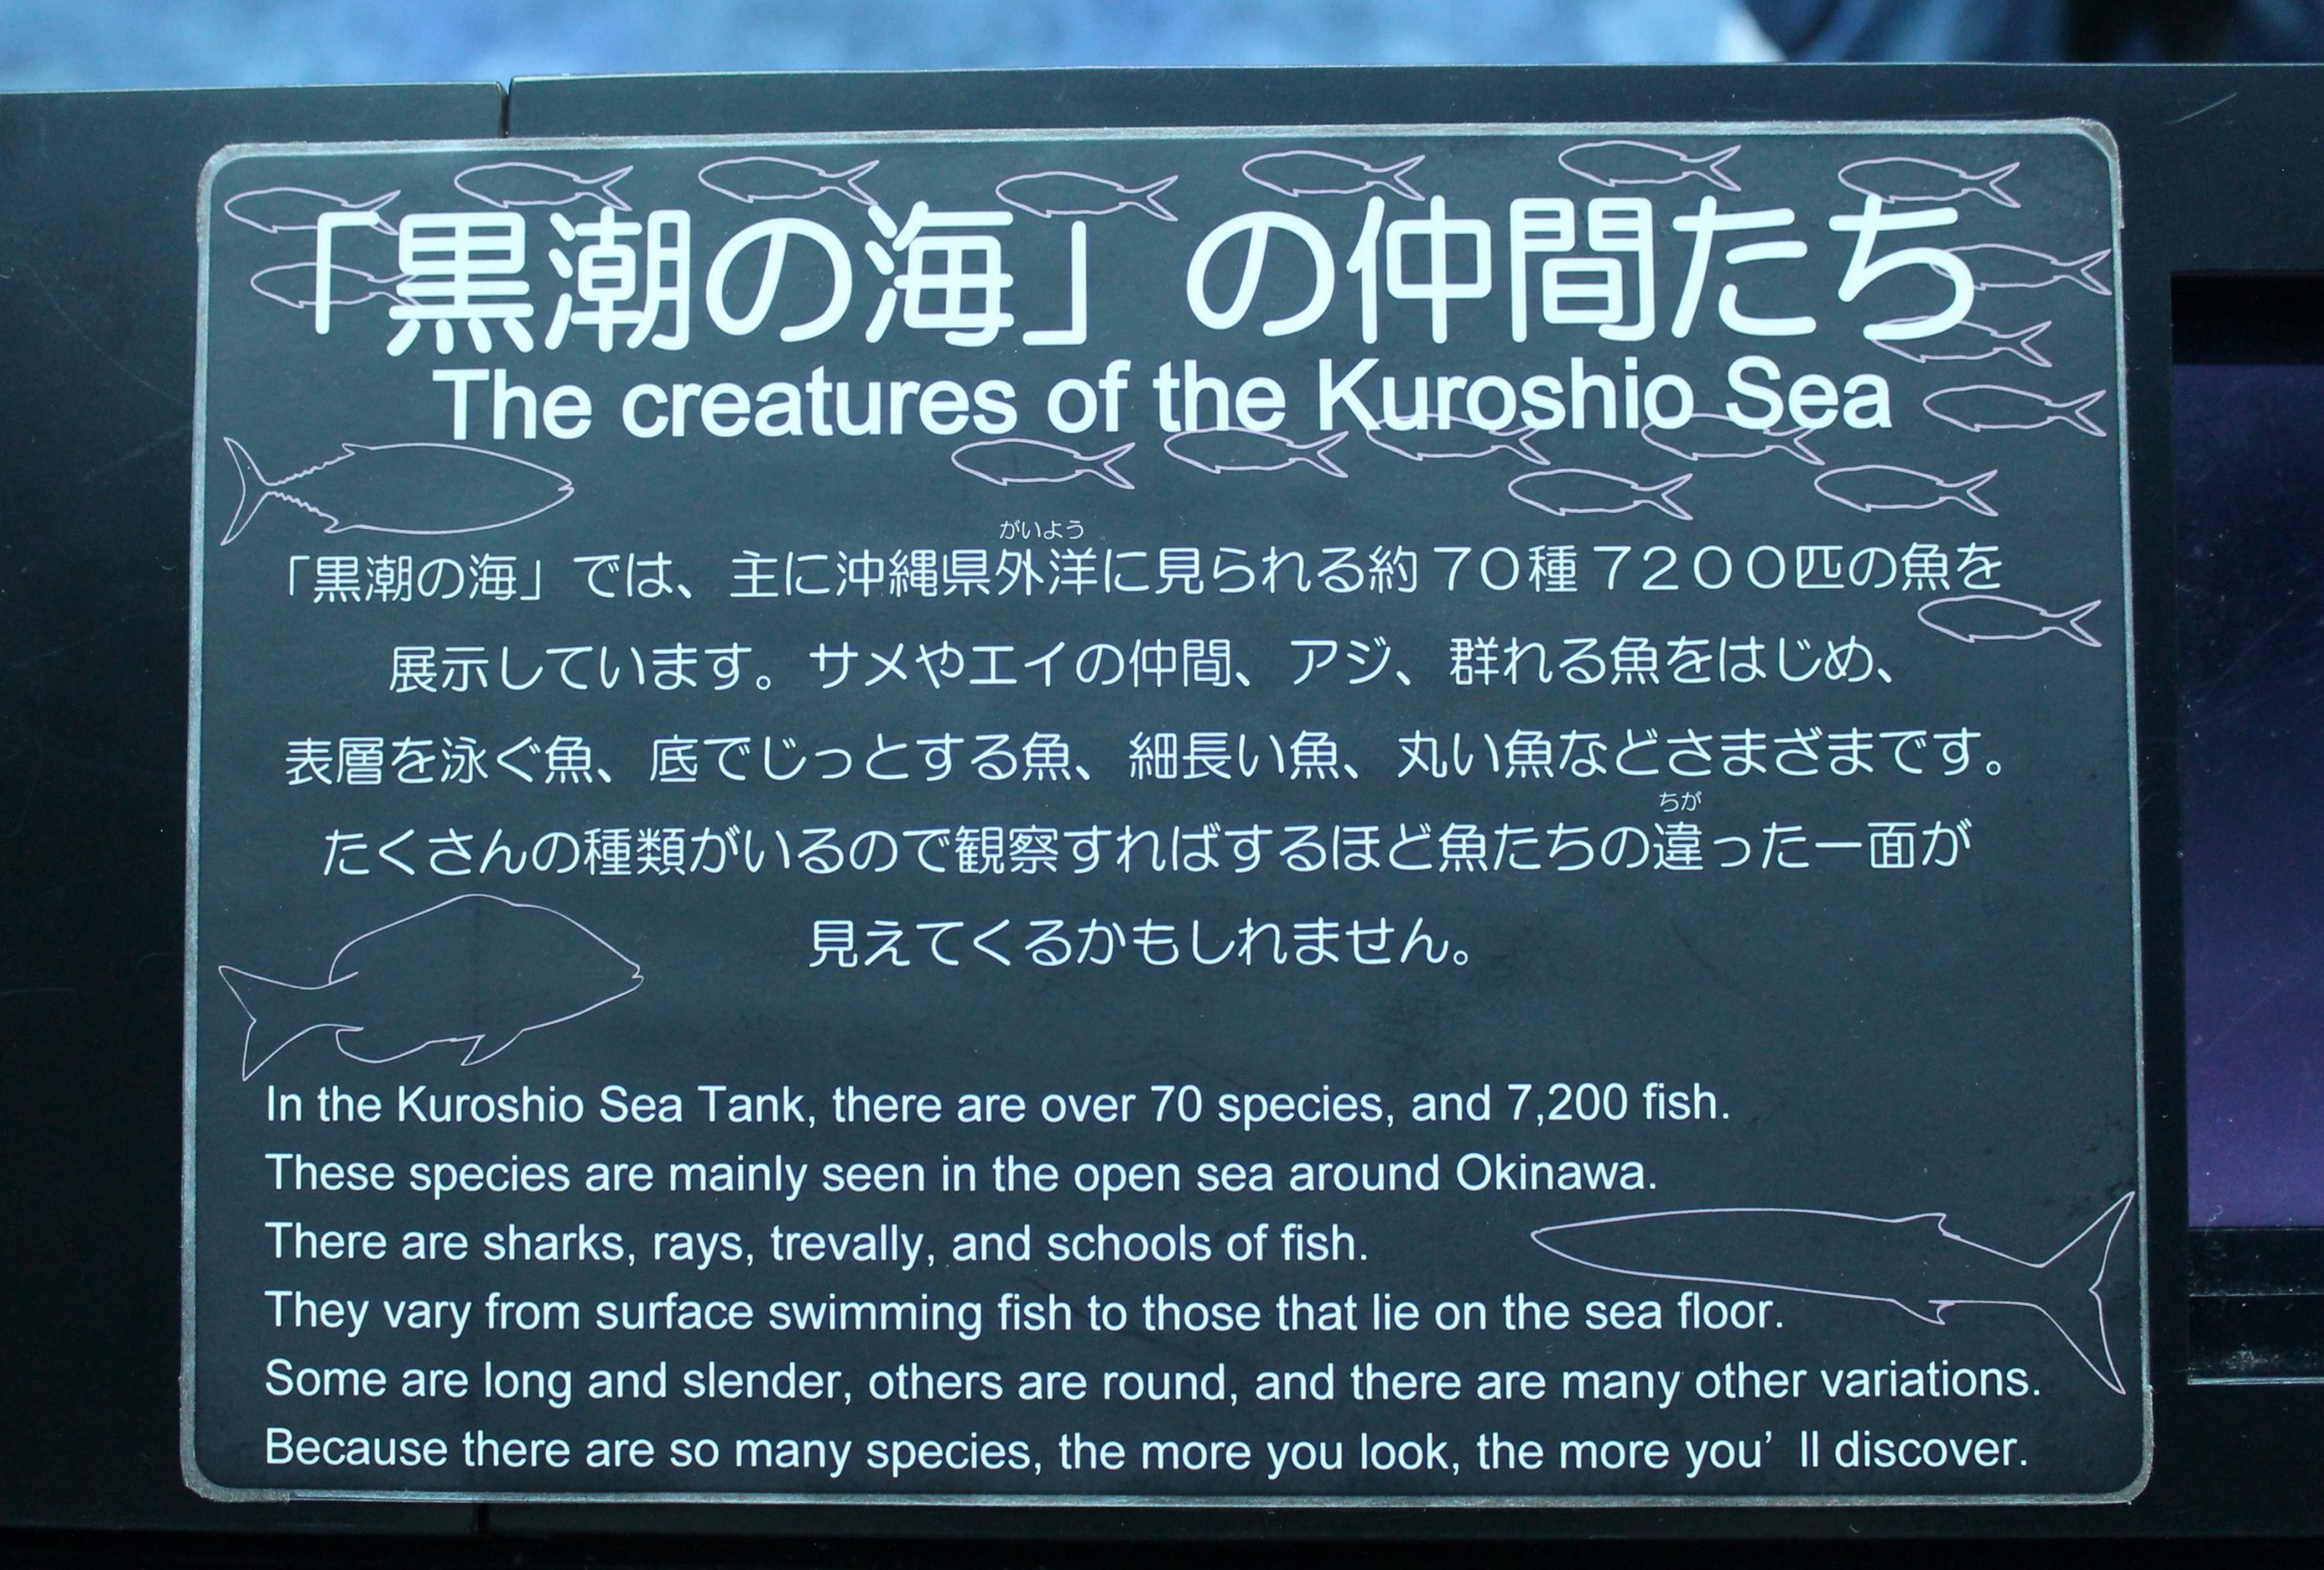 「黒潮の海」の仲間たち
The creatures of the Kuroshio Sea
がいよう
「黒潮の海」では、主に沖縄県外洋に見られる約70種7200匹の魚を
展示しています。サメやエイの仲間、アジ、群れる魚をはじめ、
表層を泳ぐ魚、底でじっとする魚、細長い魚、丸い魚などさまざまです。
ちが
たくさんの種類がいるので観察すればするほど魚たちの違った一面が
見えてくるかもしれません。
In the Kuroshio Sea Tank, there are over 70 species, and 7,200 fish.
These species are mainly seen in the open sea around Okinawa.
There are sharks, rays, trevally, and schools of fish.
They vary from surface swimming fish to those that lie on the sea floor.
Some are long and slender, others are round, and there are many other variations.
Because there are so many species, the more you look, the more you’ ll discover.